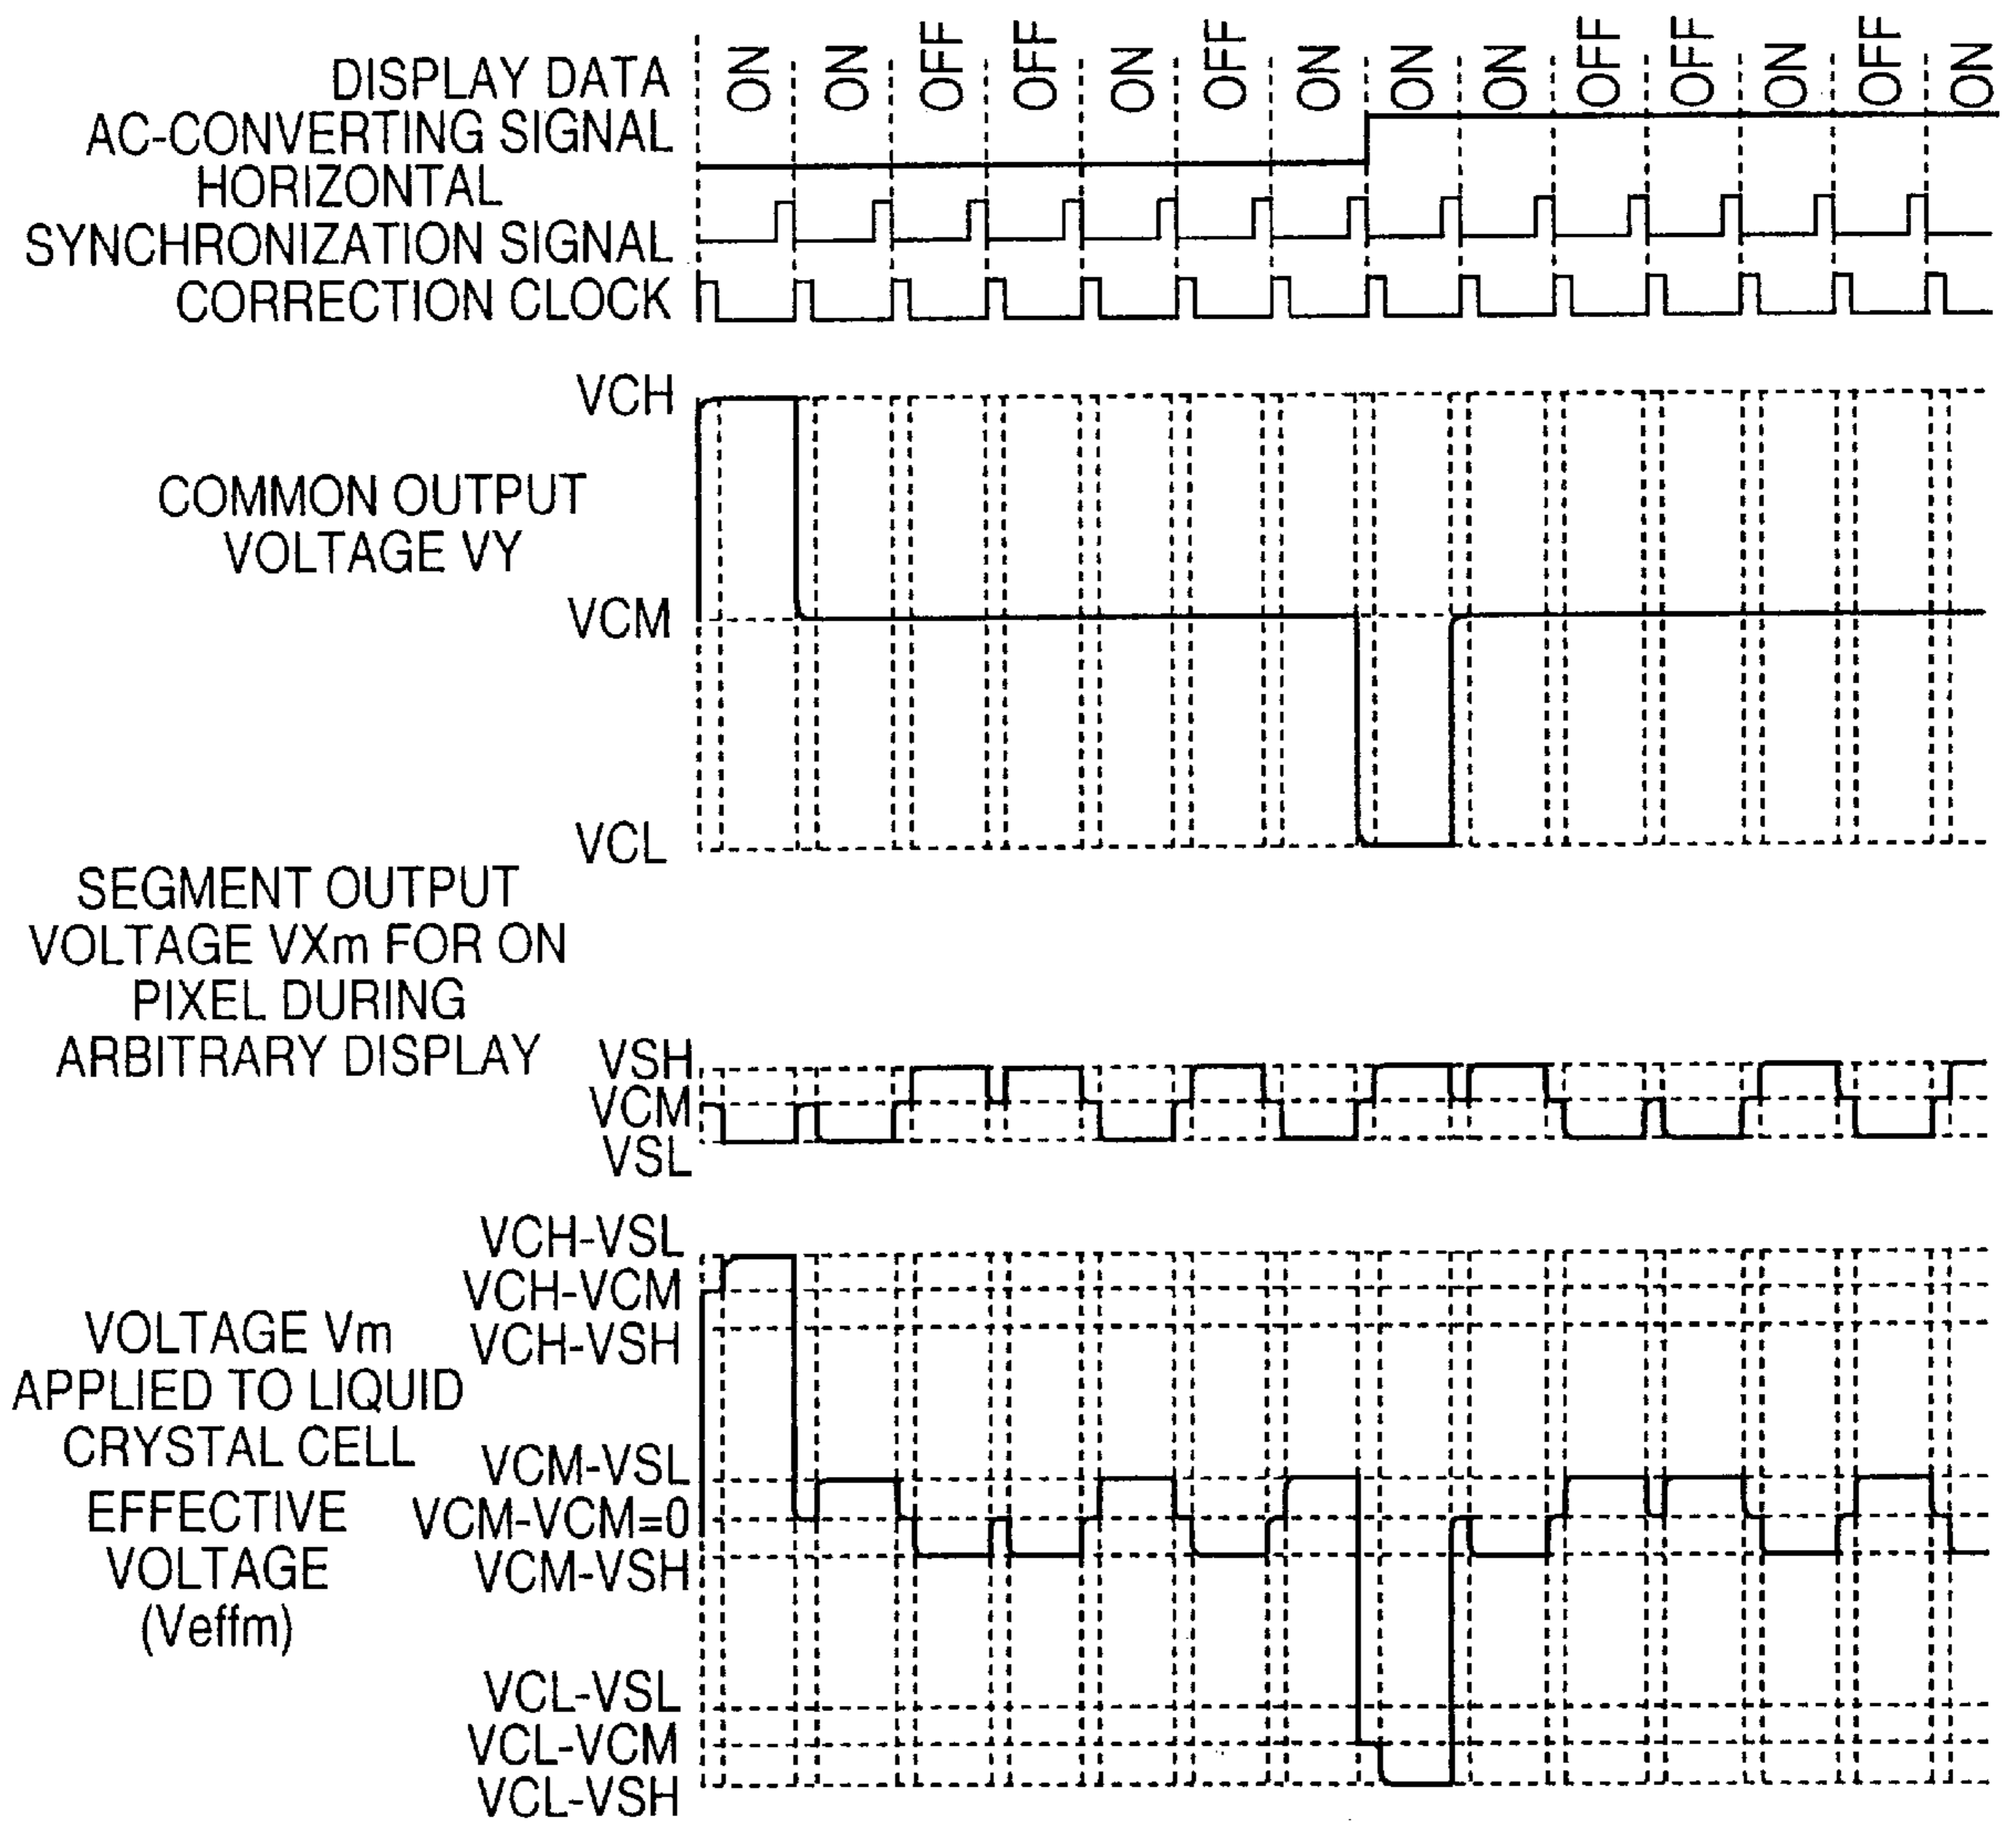 DISPLAY DATA ON ON OFF OFF ON OFF ON ON ON OFF OFF ON OFF ON
AC-CONVERTING SIGNAL
HORIZONTAL
SYNCHRONIZATION SIGNAL
CORRECTION CLOCK
VCH
COMMON OUTPUT
VOLTAGE VY
VCM
VCL
SEGMENT OUTPUT
VOLTAGE VXm FOR ON
PIXEL DURING
ARBITRARY DISPLAY
VSH
VCM
VSL
VCH-VSL
VCH-VCM
VCH-VSH
VOLTAGE Vm
APPLIED TO LIQUID
CRYSTAL CELL
EFFECTIVE
VOLTAGE
(Veffm)
VCM-VSL
VCM-VCM=0
VCM-VSH
VCL-VSL
VCL-VCM
VCL-VSH